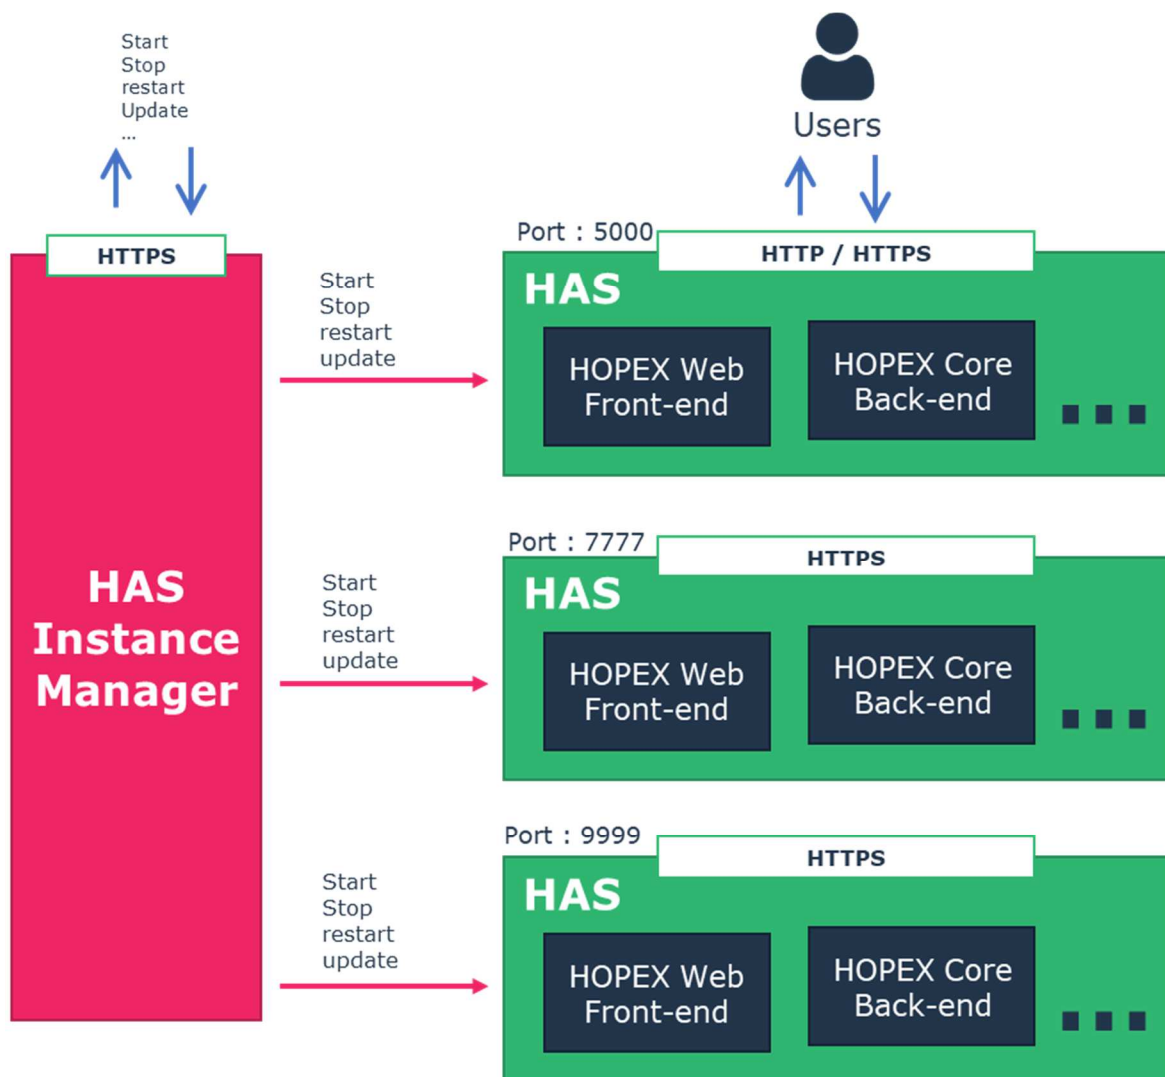 Start
Stop
restart
Update
...
Users
HTTPS
Port : 5000
HTTP / HTTPS
HAS
HOPEX Web
Front-end
HOPEX Core
Back-end
Start
Stop
restart
update
HAS
Instance
Manager
Port : 7777
HTTPS
HAS
HOPEX Web
Front-end
HOPEX Core
Back-end
Start
Stop
restart
update
Port : 9999
HTTPS
HAS
HOPEX Web
Front-end
HOPEX Core
Back-end
Start
Stop
restart
update